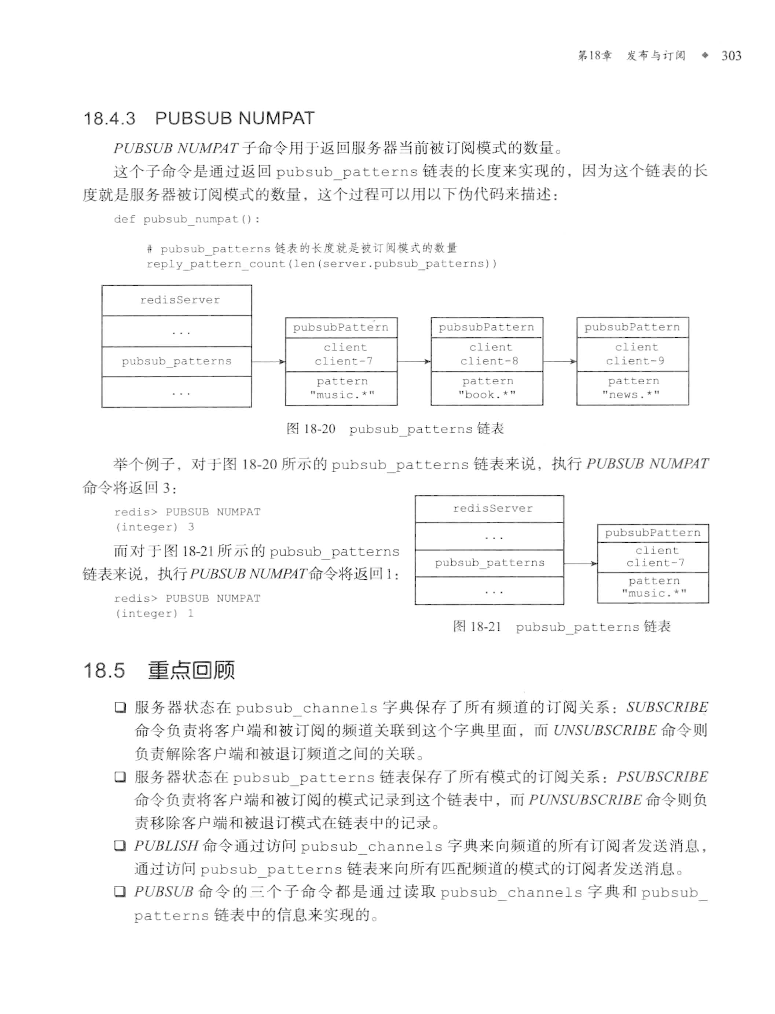 第18章 发布与订阅 ◆ 303
18.4.3 PUBSUB NUMPAT
PUBSUB NUMPAT 子命令用于返回服务器当前被订阅模式的数量。
这个子命令是通过返回 pubsub_patterns 链表的长度来实现的，因为这个链表的长
度就是服务器被订阅模式的数量，这个过程可以用以下伪代码来描述：
def pubsub_numpat():
# pubsub_patterns 链表的长度就是被订阅模式的数量
reply_pattern_count(len(server.pubsub_patterns))
redisServer
...
pubsub_patterns
...
pubsubPattern
client
client-7
pattern
"music.*"
pubsubPattern
client
client-8
pattern
"book.*"
pubsubPattern
client
client-9
pattern
"news.*"
图 18-20 pubsub_patterns 链表
举个例子，对于图 18-20 所示的 pubsub_patterns 链表来说，执行 PUBSUB NUMPAT
命令将返回 3：
redis> PUBSUB NUMPAT
(integer) 3
而对于图 18-21 所示的 pubsub_patterns
链表来说，执行 PUBSUB NUMPAT 命令将返回 1：
redis> PUBSUB NUMPAT
(integer) 1
redisServer
...
pubsub_patterns
...
pubsubPattern
client
client-7
pattern
"music.*"
图 18-21 pubsub_patterns 链表
18.5 重点回顾
❑ 服务器状态在 pubsub_channels 字典保存了所有频道的订阅关系：SUBSCRIBE
命令负责将客户端和被订阅的频道关联到这个字典里面，而 UNSUBSCRIBE 命令则
负责解除客户端和被退订频道之间的关联。
❑ 服务器状态在 pubsub_patterns 链表保存了所有模式的订阅关系：PSUBSCRIBE
命令负责将客户端和被订阅的模式记录到这个链表中，而 PUNSUBSCRIBE 命令则负
责移除客户端和被退订模式在链表中的记录。
❑ PUBLISH 命令通过访问 pubsub_channels 字典来向频道的所有订阅者发送消息，
通过访问 pubsub_patterns 链表来向所有匹配频道的模式的订阅者发送消息。
❑ PUBSUB 命令的三个子命令都是通过读取 pubsub_channels 字典和 pubsub_
patterns 链表中的信息来实现的。